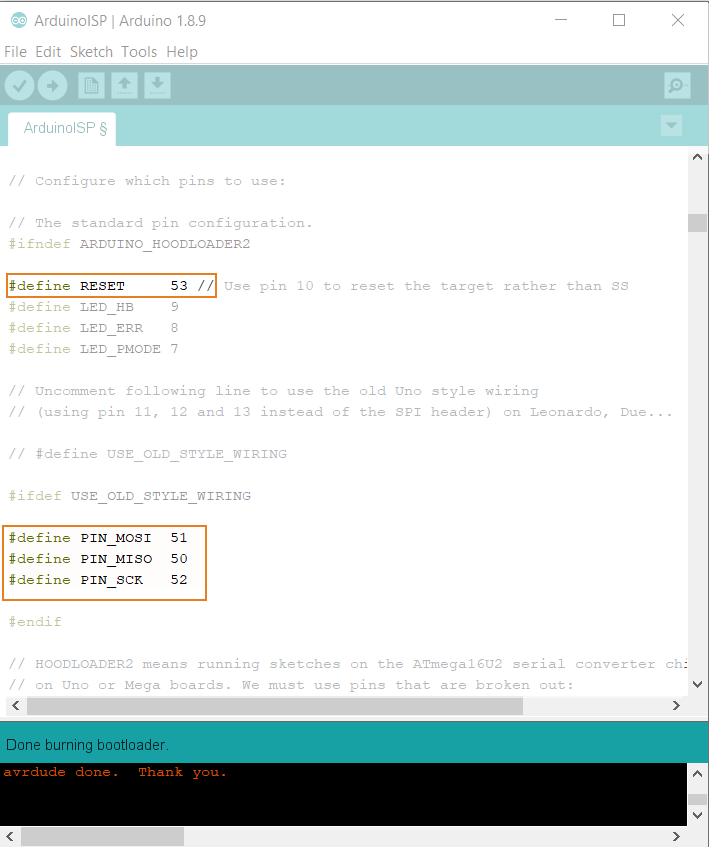 ArduinoISP | Arduino 1.8.9
File Edit Sketch Tools Help
ArduinoISP §
// Configure which pins to use:
// The standard pin configuration.
#ifndef ARDUINO_HOODLOADER2
#define RESET     53 // Use pin 10 to reset the target rather than SS
#define LED_HB    9
#define LED_ERR   8
#define LED_PMODE 7
// Uncomment following line to use the old Uno style wiring
// (using pin 11, 12 and 13 instead of the SPI header) on Leonardo, Due...
// #define USE_OLD_STYLE_WIRING
#ifdef USE_OLD_STYLE_WIRING
#define PIN_MOSI  51
#define PIN_MISO  50
#define PIN_SCK   52
#endif
// HOODLOADER2 means running sketches on the ATmega16U2 serial converter chi
// on Uno or Mega boards. We must use pins that are broken out:
Done burning bootloader.
avrdude done.  Thank you.